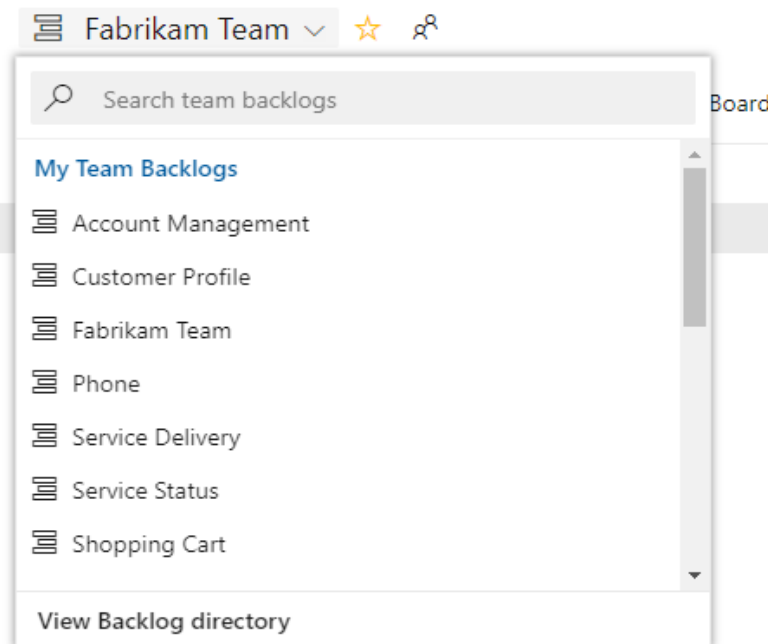 Fabrikam Team
Search team backlogs
Board
My Team Backlogs
Account Management
Customer Profile
Fabrikam Team
Phone
Service Delivery
Service Status
Shopping Cart
View Backlog directory